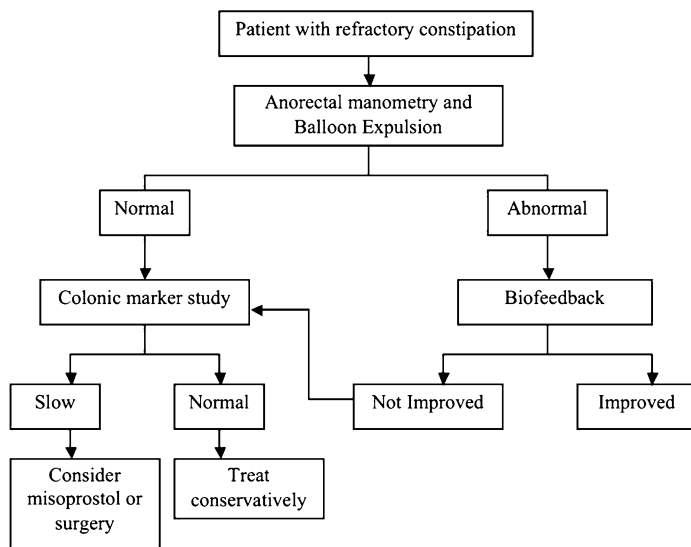 Patient with refractory constipation
Anorectal manometry and
Balloon Expulsion
Normal
Abnormal
Colonic marker study
Biofeedback
Slow
Normal
Not Improved
Improved
Consider
misoprostol or
surgery
Treat
conservatively